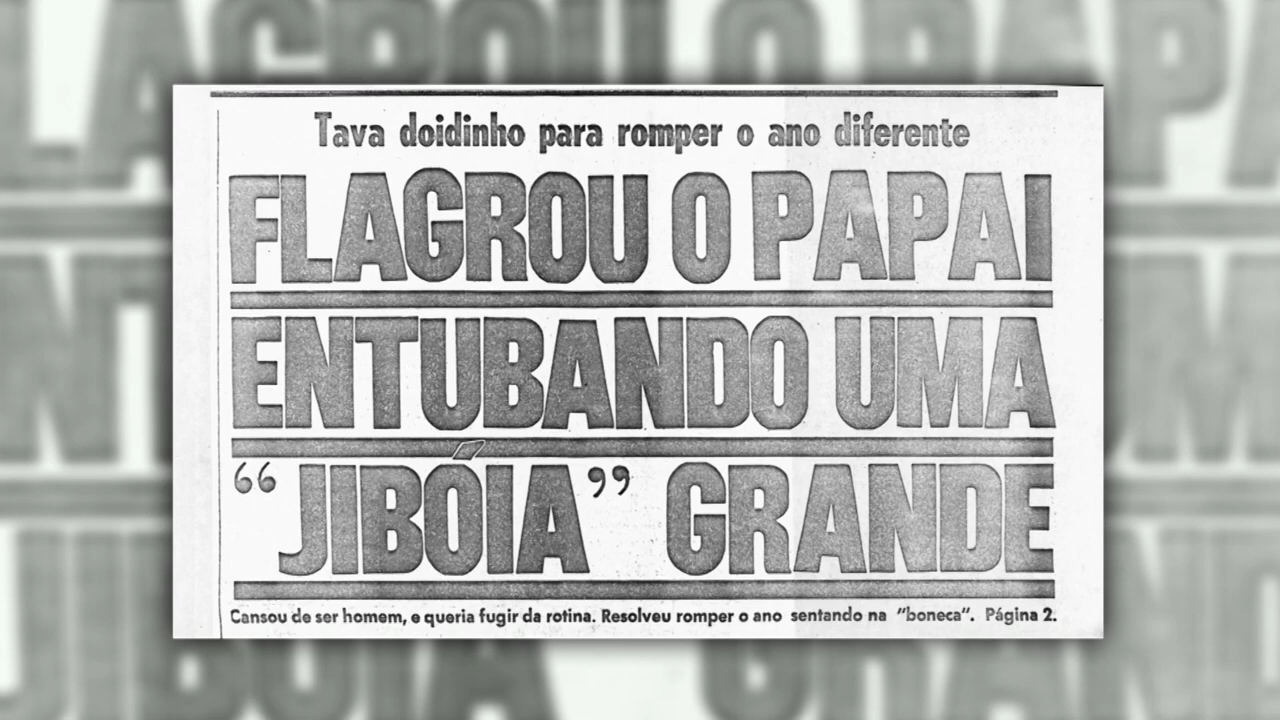 Tava doidinho para romper o ano diferente
FLAGROU O PAPAI
ENTUBANDO UMA
“JIBÓIA” GRANDE
Cansou de ser homem, e queria fugir da rotina. Resolveu romper o ano sentando na "boneca". Página 2.